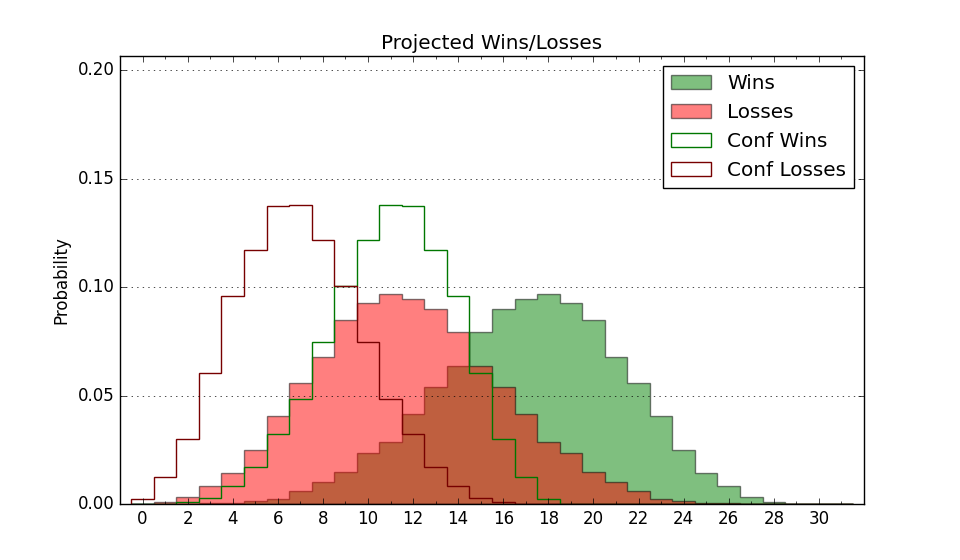 Projected Wins/Losses
0.20
0.15
0.10
0.05
0.00
Probability
Wins
Losses
Conf Wins
Conf Losses
0 2 4 6 8 10 12 14 16 18 20 22 24 26 28 30